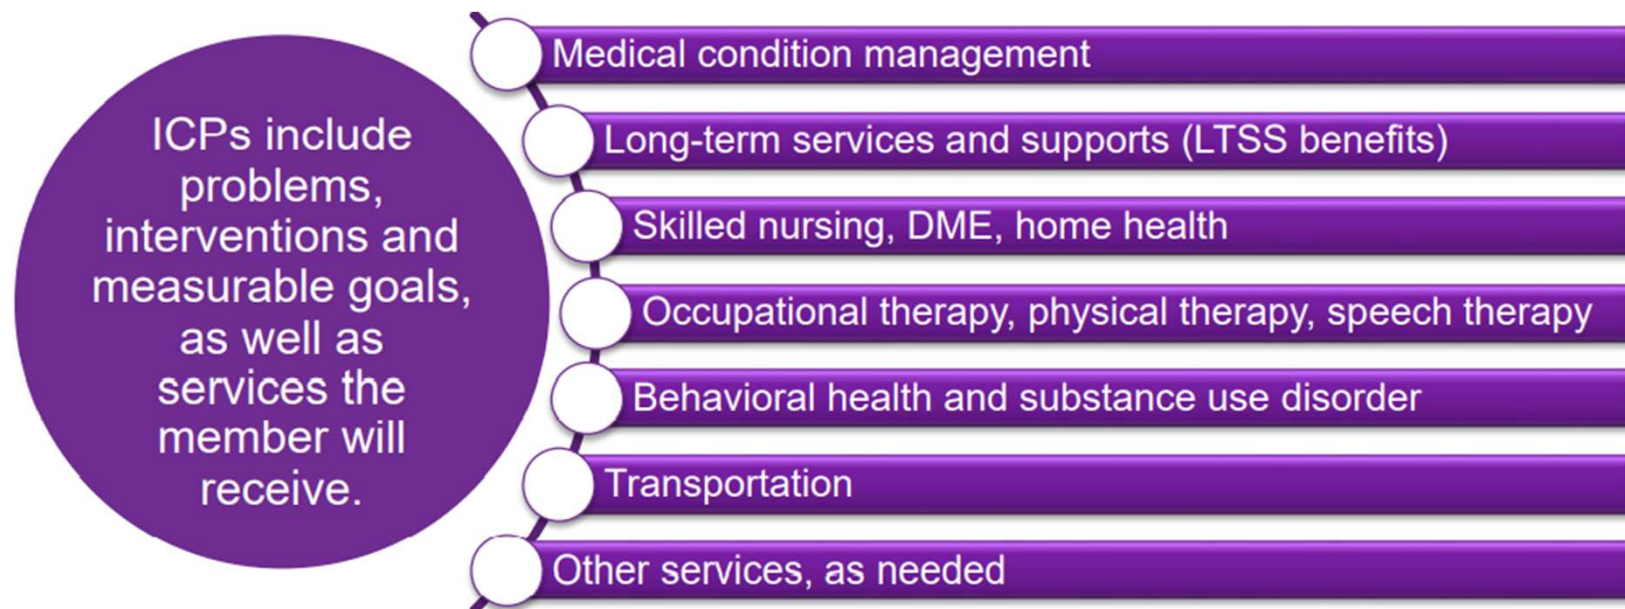 ICPs include
problems,
interventions and
measurable goals,
as well as
services the
member will
receive.
Medical condition management
Long-term services and supports (LTSS benefits)
Skilled nursing, DME, home health
Occupational therapy, physical therapy, speech therapy
Behavioral health and substance use disorder
Transportation
Other services, as needed